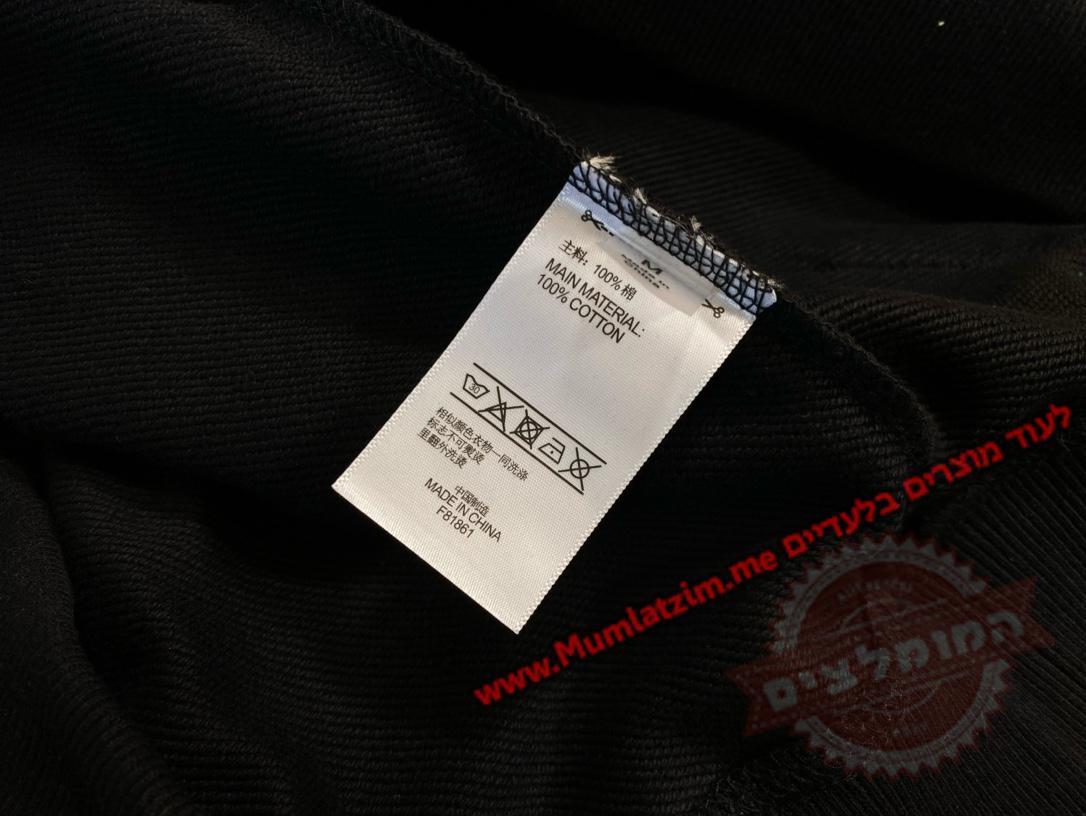 M
主料: 100% 棉
MAIN MATERIAL:
100% COTTON
30
相似颜色衣物一同洗涤
标志不可熨烫
里翻外洗烫
中国制造
MADE IN CHINA
F81861
לעוד מוצרים בלעדיים www.Mumlatzim.me
המומלצים